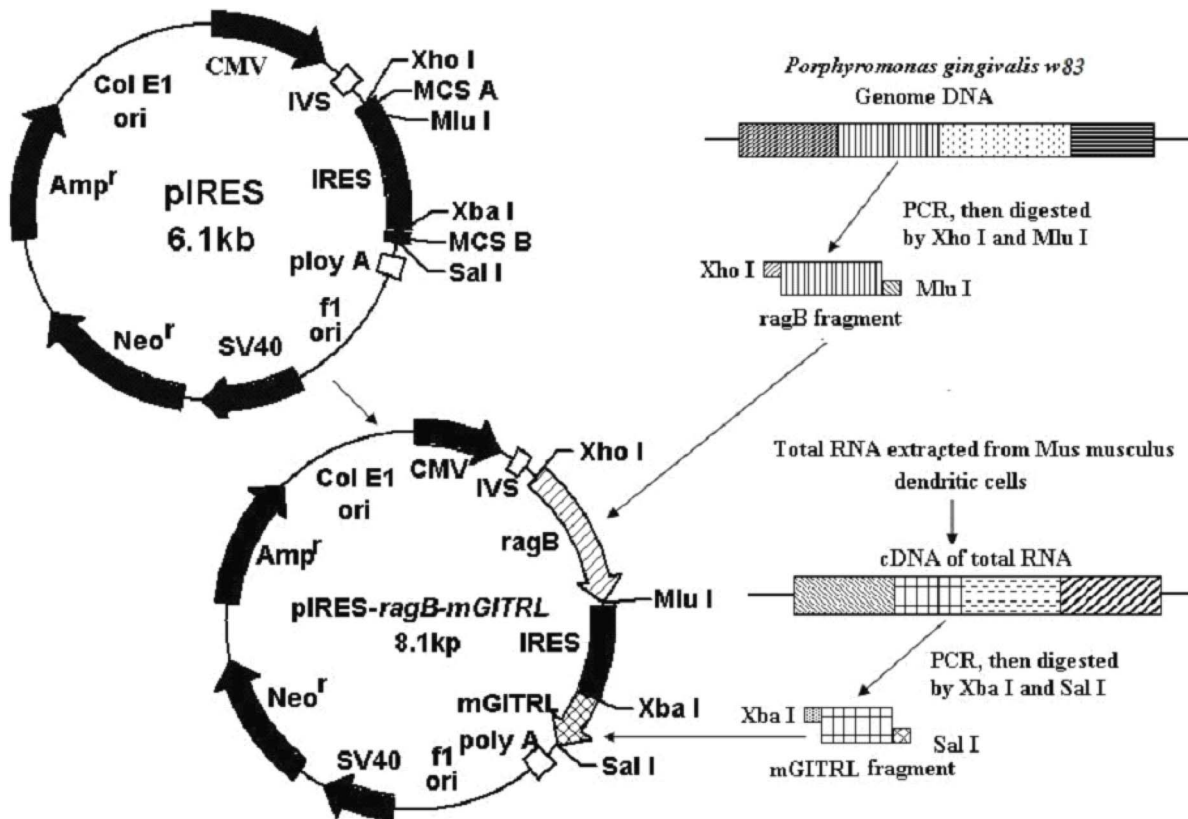 CMV
IVS
Xho I
MCS A
Mlu I
IRES
Xba I
MCS B
Sal I
ploy A
f1
ori
SV40
Neor
Ampr
Col E1
ori
pIRES
6.1kb
Porphyromonas gingivalis w83
Genome DNA
PCR, then digested
by Xho I and Mlu I
Xho I
Mlu I
ragB fragment
Total RNA extracted from Mus musculus
dendritic cells
cDNA of total RNA
PCR, then digested
by Xba I and Sal I
Xba I
Sal I
mGITRL fragment
CMV
IVS
Xho I
ragB
Mlu I
IRES
Xba I
mGITRL
poly A
Sal I
f1
ori
SV40
Neor
Ampr
Col E1
ori
pIRES-ragB-mGITRL
8.1kp